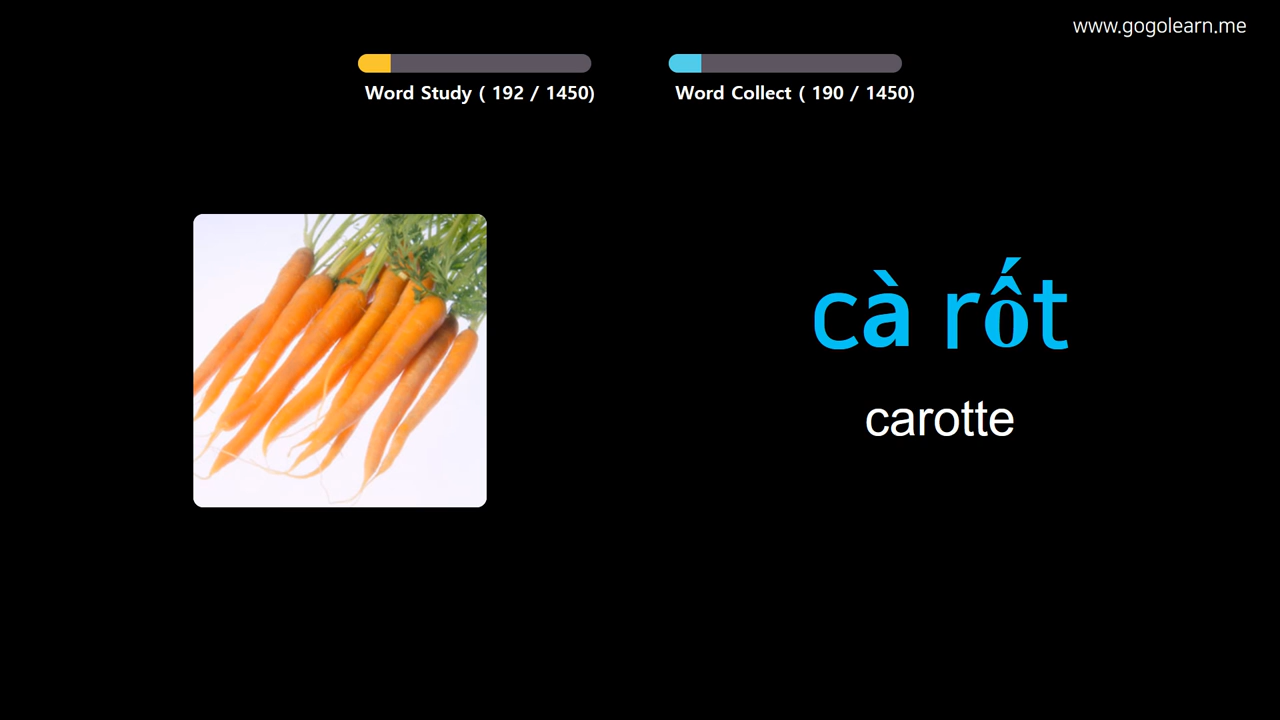 www.gogolearn.me
Word Study ( 192 / 1450)
Word Collect ( 190 / 1450)
cà rốt
carotte